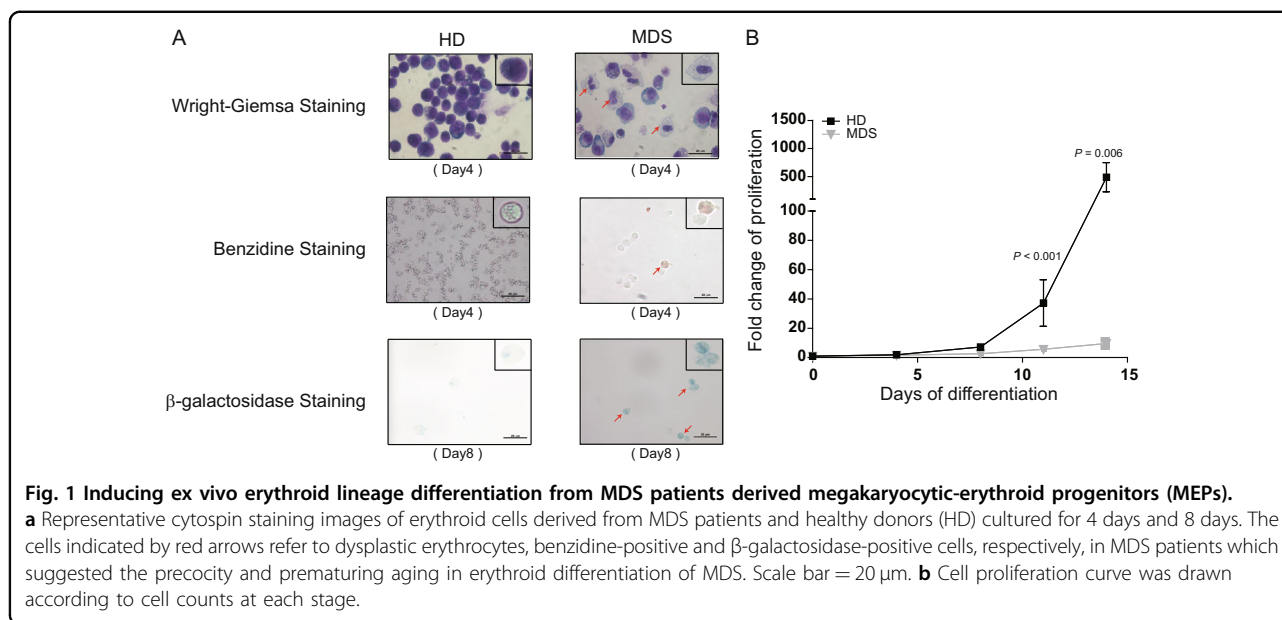 A
HD
MDS
Wright-Giemsa Staining
( Day4 )
( Day4 )
Benzidine Staining
( Day4 )
( Day4 )
β-galactosidase Staining
( Day8 )
( Day8 )
B
HD
MDS
Fold change of proliferation
1500
1000
500
100
80
60
40
20
0
P < 0.001
P = 0.006
0
5
10
15
Days of differentiation
Fig. 1 Inducing ex vivo erythroid lineage differentiation from MDS patients derived megakaryocytic-erythroid progenitors (MEPs).
a Representative cytospin staining images of erythroid cells derived from MDS patients and healthy donors (HD) cultured for 4 days and 8 days. The
cells indicated by red arrows refer to dysplastic erythrocytes, benzidine-positive and β-galactosidase-positive cells, respectively, in MDS patients which
suggested the precocity and prematuring aging in erythroid differentiation of MDS. Scale bar = 20 μm. b Cell proliferation curve was drawn
according to cell counts at each stage.